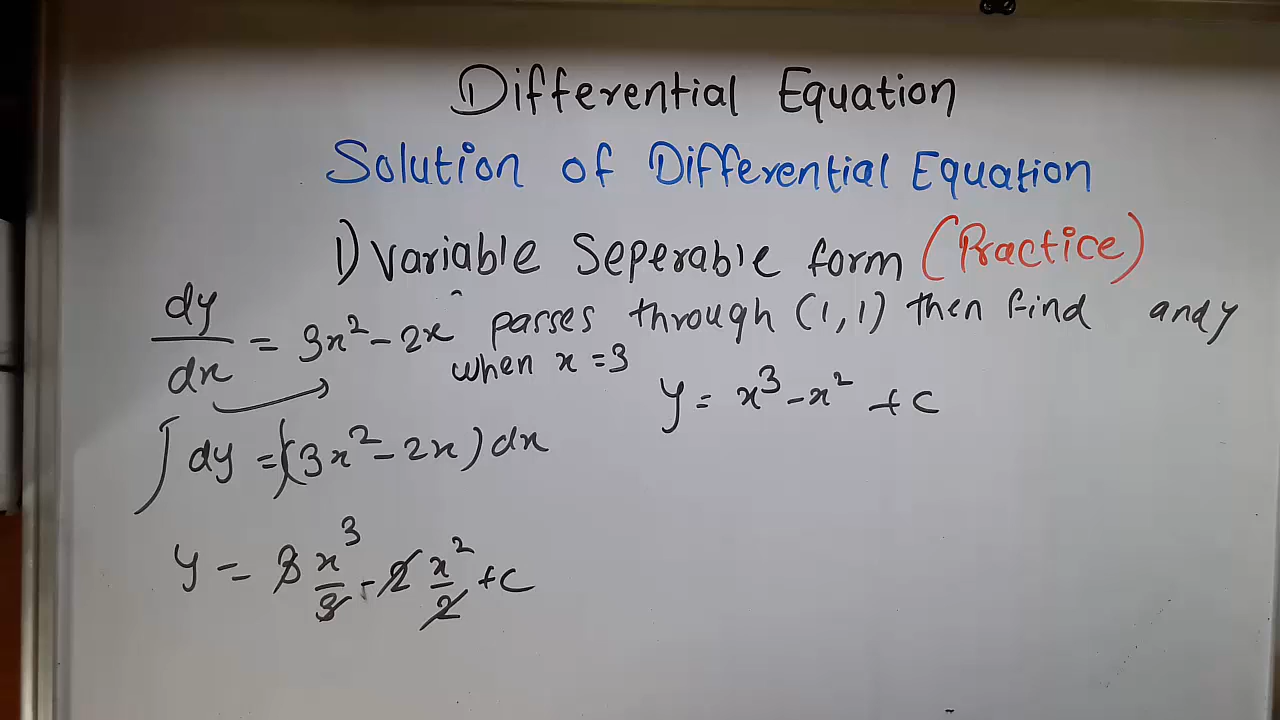 Differential Equation
Solution of Differential Equation
1) Variable Seperable form (Practice)
dy/dx = 3x² - 2x passes through (1, 1) then find and y
when x = 3
y = x³ - x² + c
∫ dy = ∫(3x² - 2x) dx
y = 3 x³/3 - 2 x²/2 + c